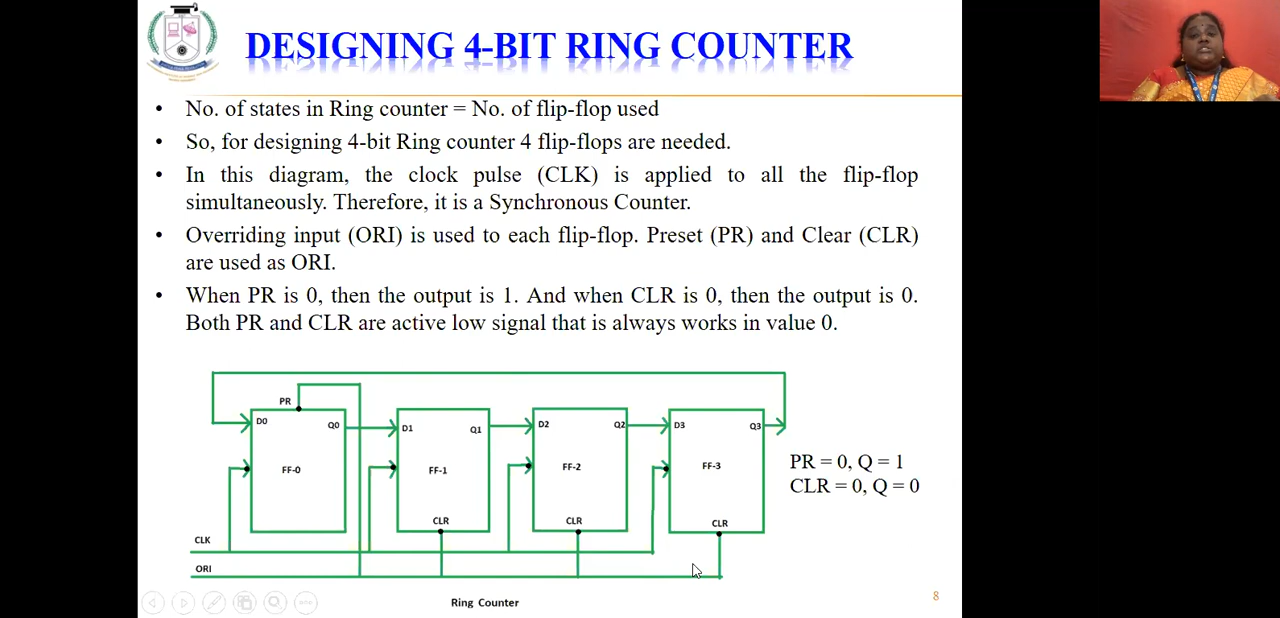 DESIGNING 4-BIT RING COUNTER
• No. of states in Ring counter = No. of flip-flop used
• So, for designing 4-bit Ring counter 4 flip-flops are needed.
• In this diagram, the clock pulse (CLK) is applied to all the flip-flop
simultaneously. Therefore, it is a Synchronous Counter.
• Overriding input (ORI) is used to each flip-flop. Preset (PR) and Clear (CLR)
are used as ORI.
• When PR is 0, then the output is 1. And when CLR is 0, then the output is 0.
Both PR and CLR are active low signal that is always works in value 0.
PR
D0 Q0 D1 Q1 D2 Q2 D3 Q3
FF-0 FF-1 FF-2 FF-3
PR = 0, Q = 1
CLR = 0, Q = 0
CLR CLR CLR
CLK
ORI
Ring Counter
8